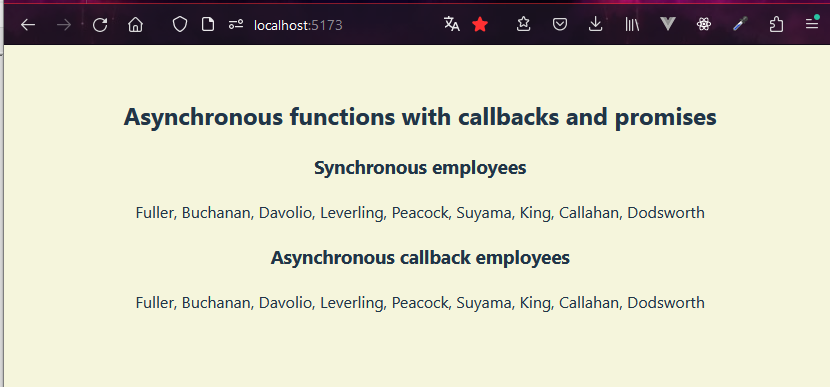 localhost:5173
Asynchronous functions with callbacks and promises
Synchronous employees
Fuller, Buchanan, Davolio, Leverling, Peacock, Suyama, King, Callahan, Dodsworth
Asynchronous callback employees
Fuller, Buchanan, Davolio, Leverling, Peacock, Suyama, King, Callahan, Dodsworth